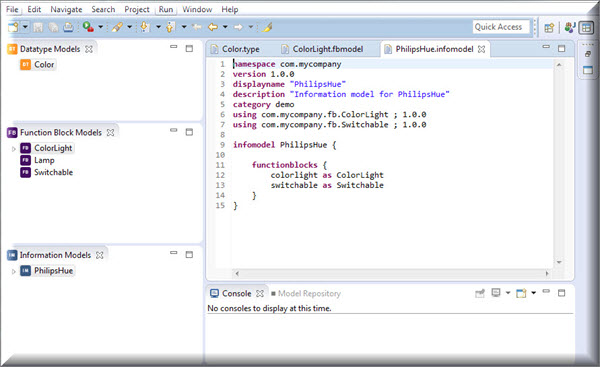 File Edit Navigate Search Project Run Window Help
Quick Access
Datatype Models
BT Color
Function Block Models
FB ColorLight
FB Lamp
FB Switchable
Information Models
IM PhilipsHue
Color.type ColorLight.fbmodel PhilipsHue.infomodel
1 namespace com.mycompany
2 version 1.0.0
3 displayname "PhilipsHue"
4 description "Information model for PhilipsHue"
5 category demo
6 using com.mycompany.fb.ColorLight ; 1.0.0
7 using com.mycompany.fb.Switchable ; 1.0.0
8
9 infomodel PhilipsHue {
10
11 functionblocks {
12 colorlight as ColorLight
13 switchable as Switchable
14 }
15 }
Console Model Repository
No consoles to display at this time.